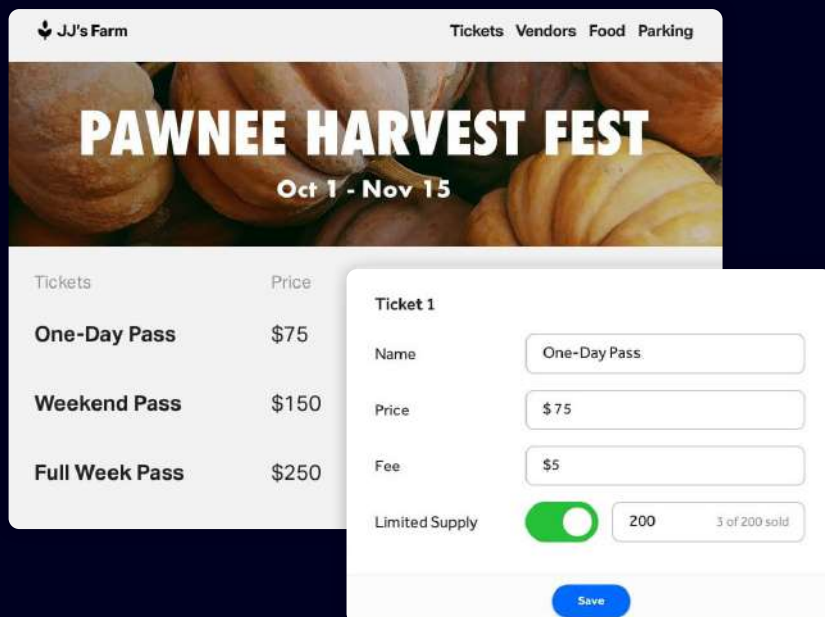 JJ's Farm
Tickets Vendors Food Parking
PAWNEE HARVEST FEST
Oct 1 - Nov 15
Tickets Price
One-Day Pass $75
Weekend Pass $150
Full Week Pass $250
Ticket 1
Name One-Day Pass
Price $75
Fee $5
Limited Supply 200 3 of 200 sold
Save